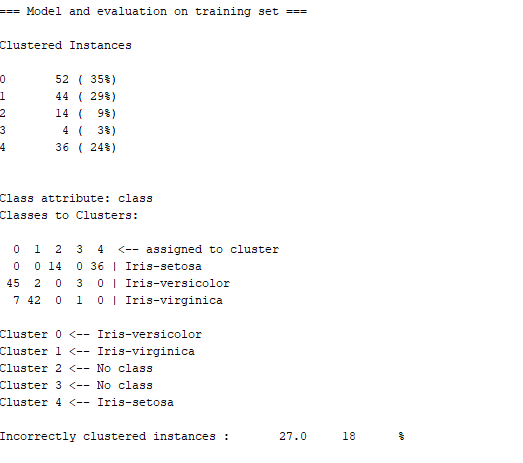 === Model and evaluation on training set ===
Clustered Instances
0       52 ( 35%)
1       44 ( 29%)
2       14 (  9%)
3        4 (  3%)
4       36 ( 24%)
Class attribute: class
Classes to Clusters:
  0  1  2  3  4  <-- assigned to cluster
  0  0 14  0 36 | Iris-setosa
 45  2  0  3  0 | Iris-versicolor
  7 42  0  1  0 | Iris-virginica
Cluster 0 <-- Iris-versicolor
Cluster 1 <-- Iris-virginica
Cluster 2 <-- No class
Cluster 3 <-- No class
Cluster 4 <-- Iris-setosa
Incorrectly clustered instances :       27.0     18      %